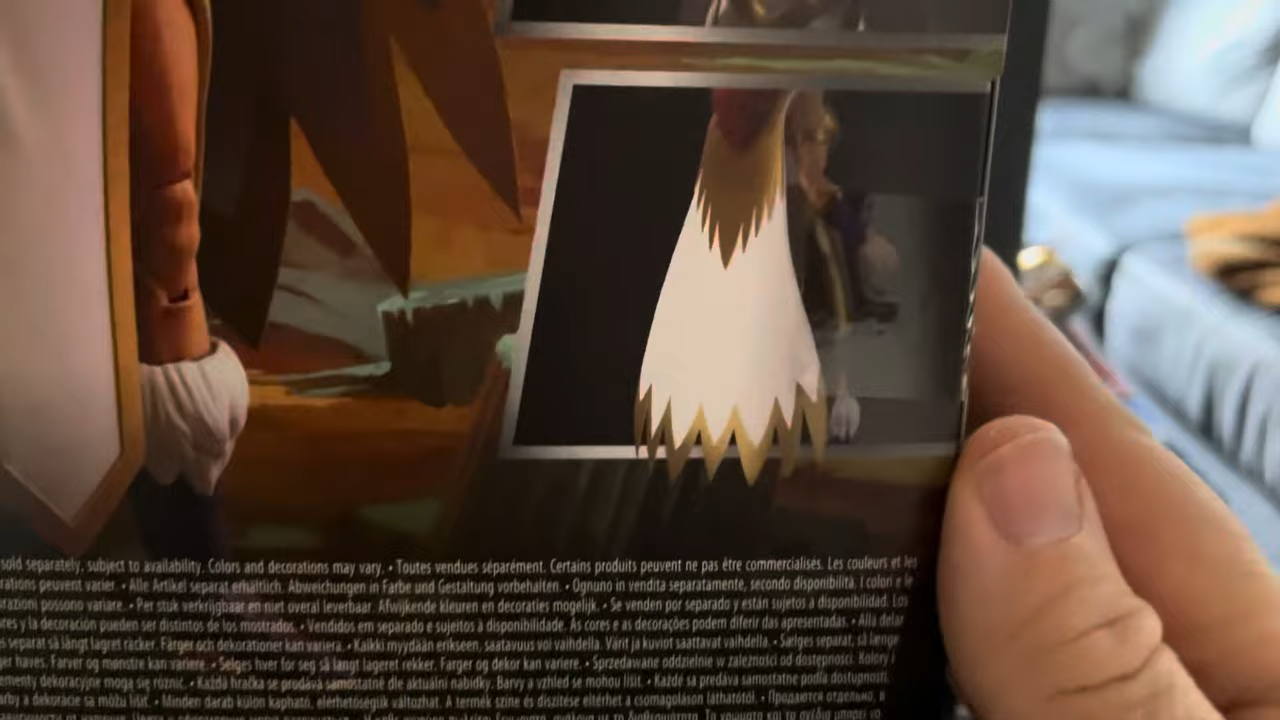 sold separately, subject to availability. Colors and decorations may vary. • Toutes vendues séparément. Certains produits peuvent ne pas être commercialisés. Les couleurs et les
rations peuvent varier. • Alle Artikel separat erhältlich. Abweichungen in Farbe und Gestaltung vorbehalten. • Ognuno in vendita separatamente, secondo disponibilità. I colori e le
razioni possono variare. • Per stuk verkrijgbaar en niet overal leverbaar. Afwijkende kleuren en decoraties mogelijk. • Se venden por separado y están sujetos a disponibilidad. Los
res y la decoración pueden ser distintos de los mostrados. • Vendidos em separado e sujeitos à disponibilidade. As cores e as decorações podem diferir das apresentadas. • Alla delar
s separat så långt lagret räcker. Färger och dekorationer kan variera. • Kaikki myydään erikseen, saatavuus voi vaihdella. Värit ja kuviot saattavat vaihdella. • Sælges separat, så længe
ger haves. Farver og mønstre kan variere. • Selges hver for seg så langt lageret rekker. Farger og dekor kan variere. • Sprzedawane oddzielnie w zależności od dostępności. Kolory i
ementy dekoracyjne mogą się różnić. • Každá hračka se prodává samostatně dle aktuální nabídky. Barvy a vzhled se mohou lišit. • Každé sa predáva samostatne podľa dostupnosti.
arby a dekorácie sa môžu líšiť. • Minden darab külön kapható, elérhetőségük változhat. A termék színe és díszítése eltérhet a csomagoláson láthatótól. • Продаются отдельно, в